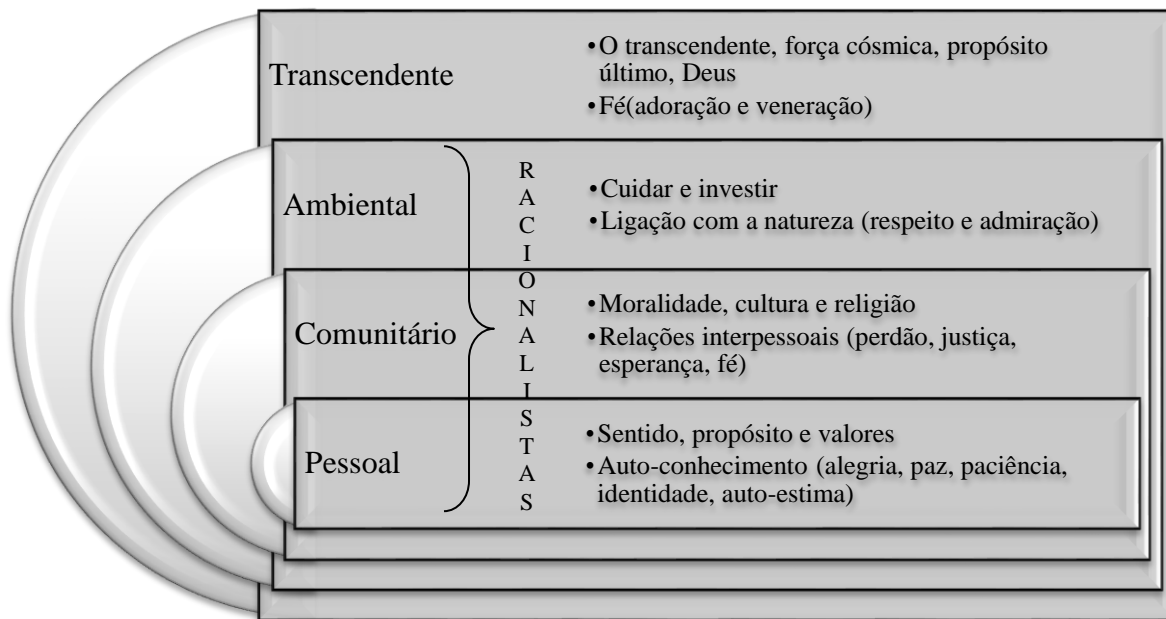 Transcendente
•O transcendente, força cósmica, propósito
último, Deus
•Fé(adoração e veneração)
Ambiental
•Cuidar e investir
•Ligação com a natureza (respeito e admiração)
Comunitário
•Moralidade, cultura e religião
•Relações interpessoais (perdão, justiça,
esperança, fé)
Pessoal
•Sentido, propósito e valores
•Auto-conhecimento (alegria, paz, paciência,
identidade, auto-estima)
R
A
C
I
O
N
A
L
I
S
T
A
S